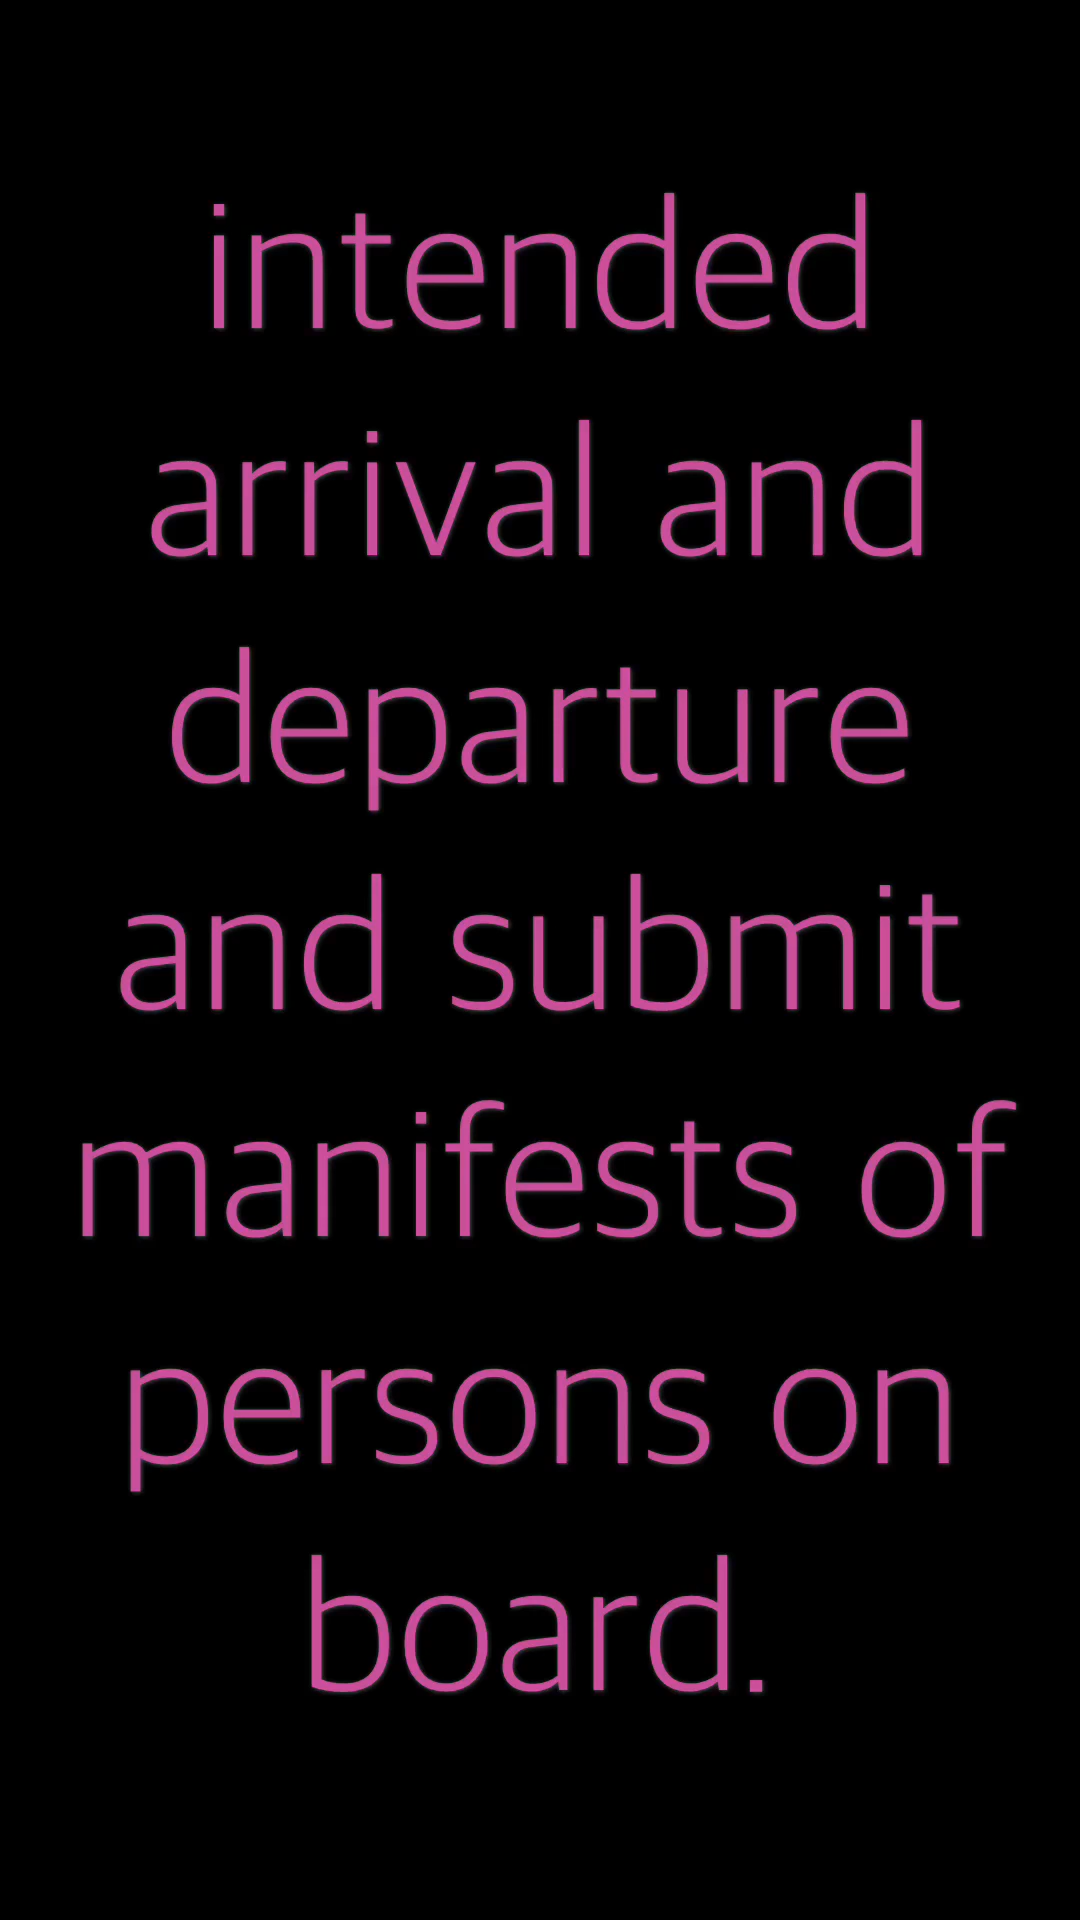 intended
arrival and
departure
and submit
manifests of
persons on
board.